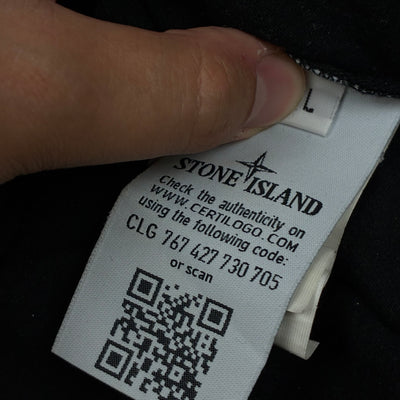 L
STONE ISLAND
Check the authenticity on
WWW.CERTILOGO.COM
using the following code:
CLG 767 427 730 705
or scan